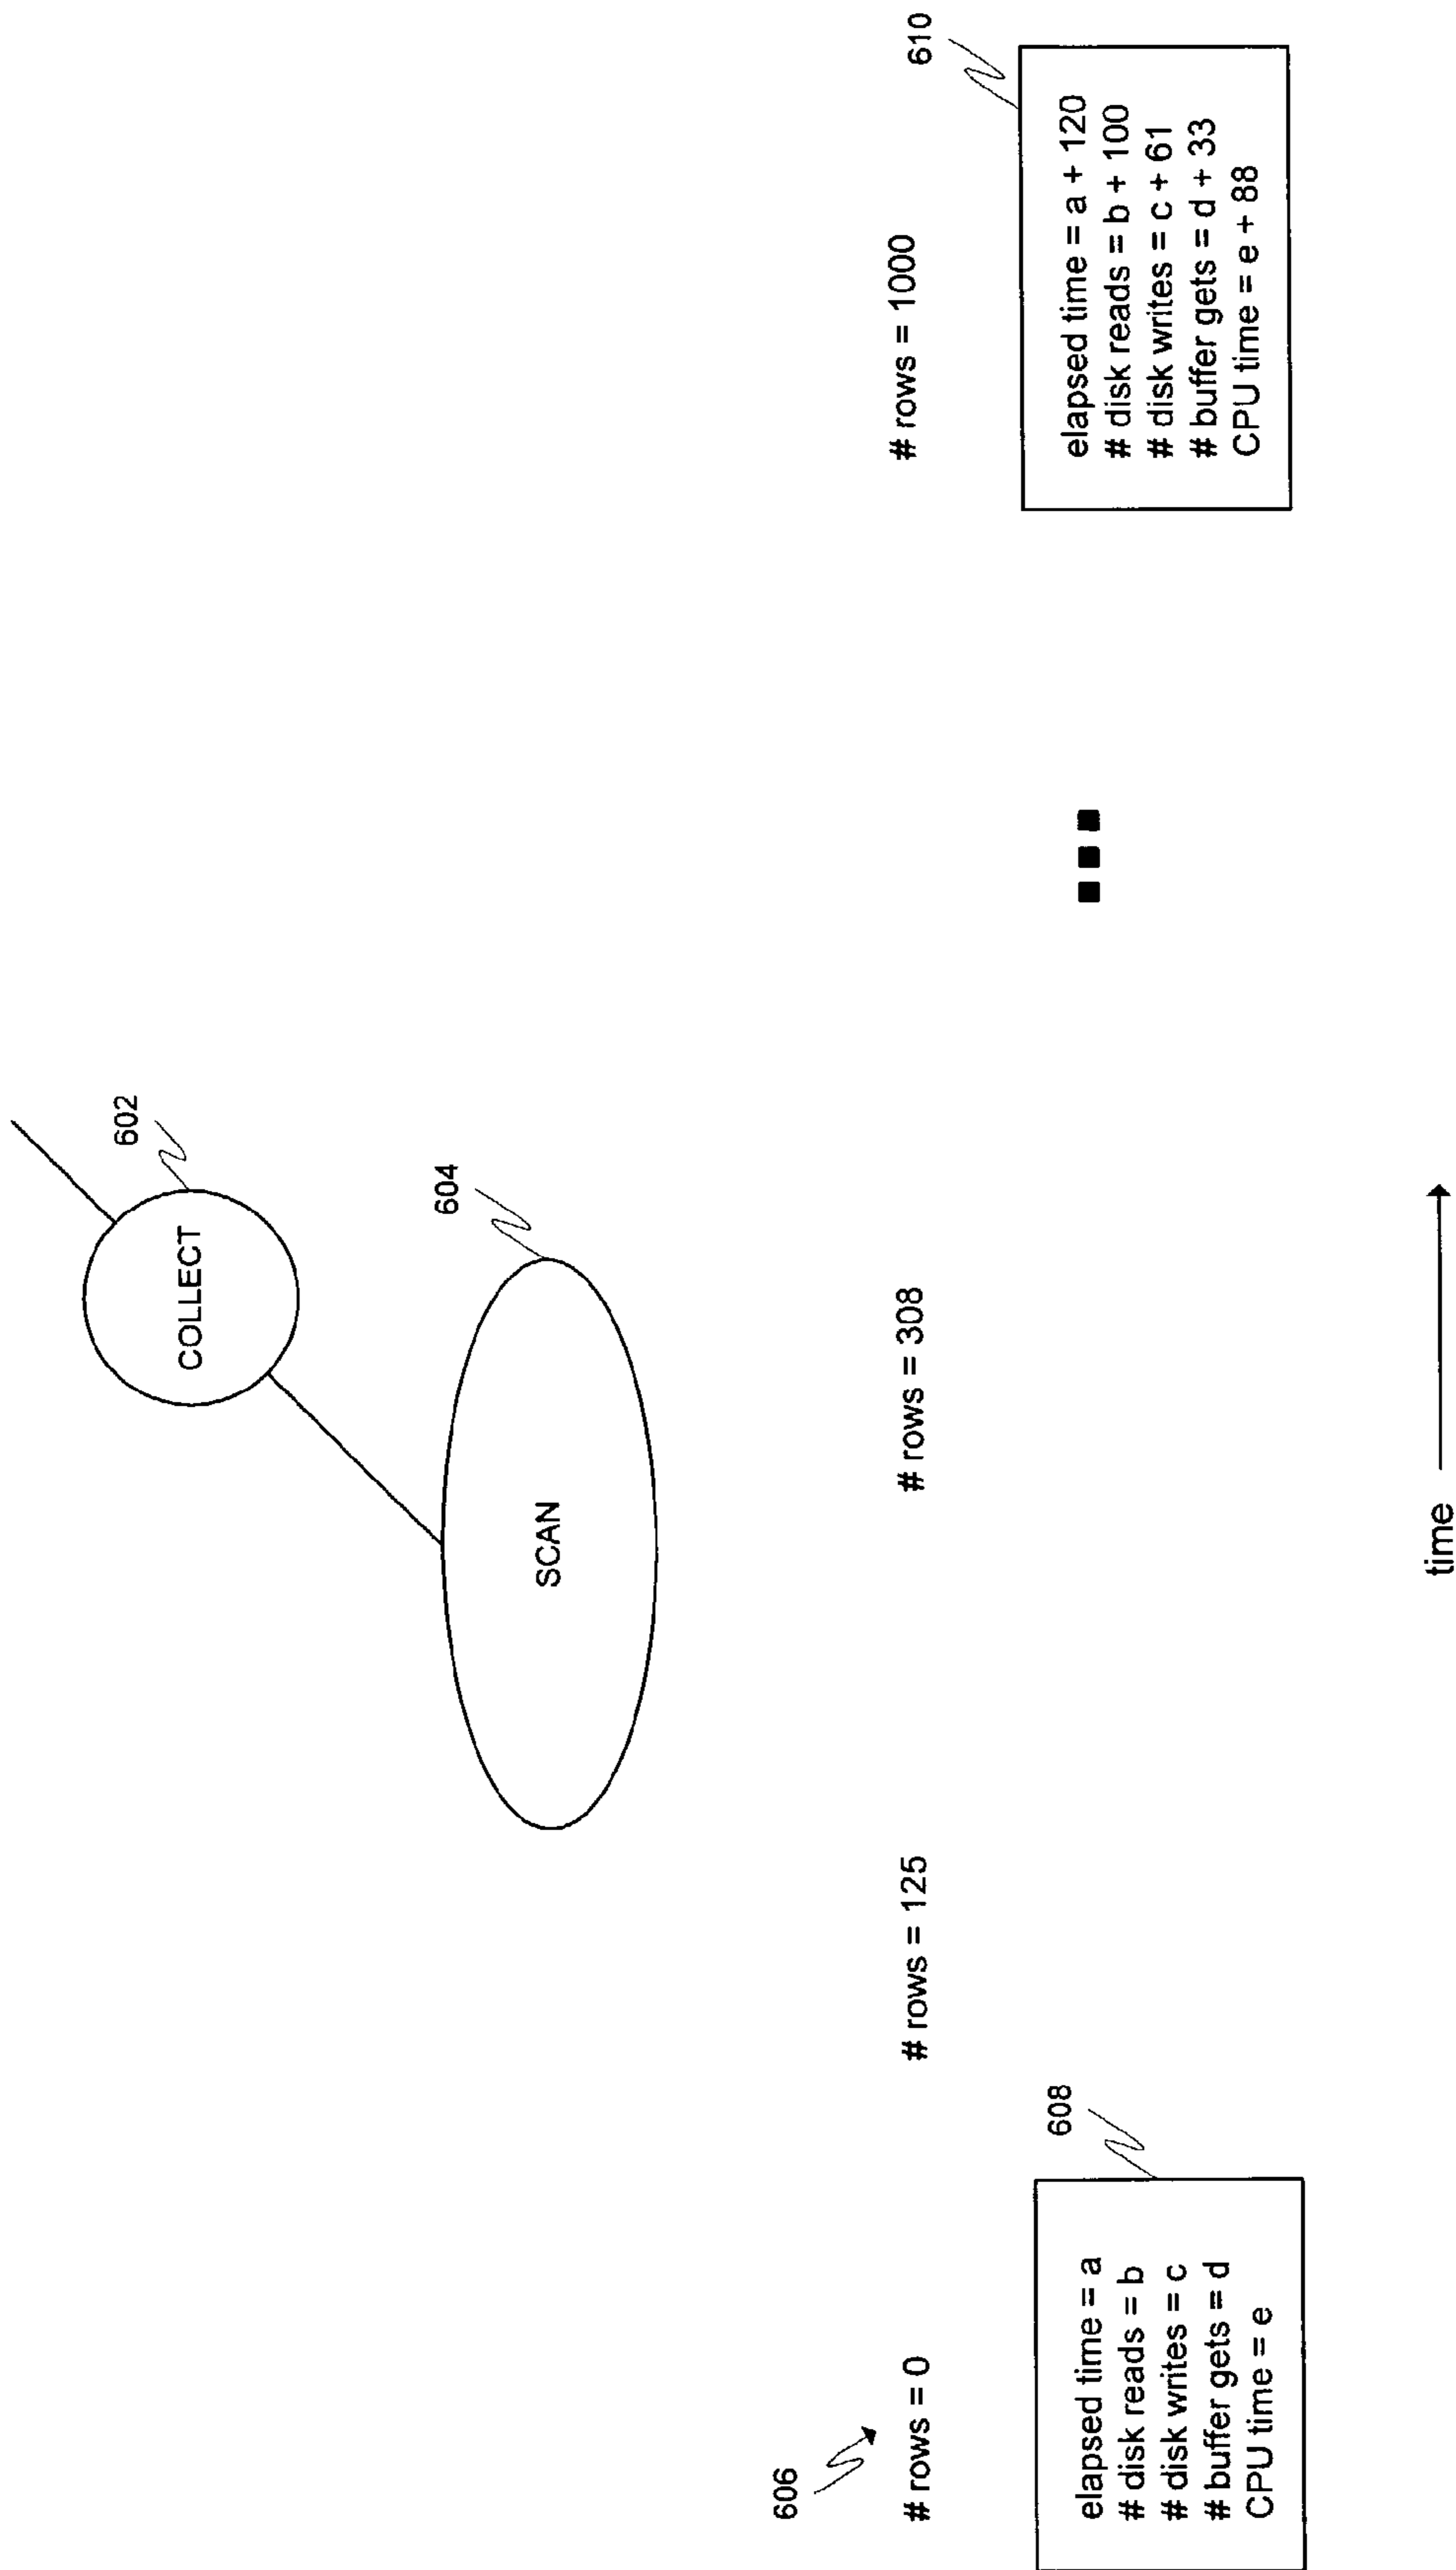 602
COLLECT
604
SCAN
606
# rows = 0
# rows = 125
# rows = 308
# rows = 1000
608
elapsed time = a
# disk reads = b
# disk writes = c
# buffer gets = d
CPU time = e
610
elapsed time = a + 120
# disk reads = b + 100
# disk writes = c + 61
# buffer gets = d + 33
CPU time = e + 88
time